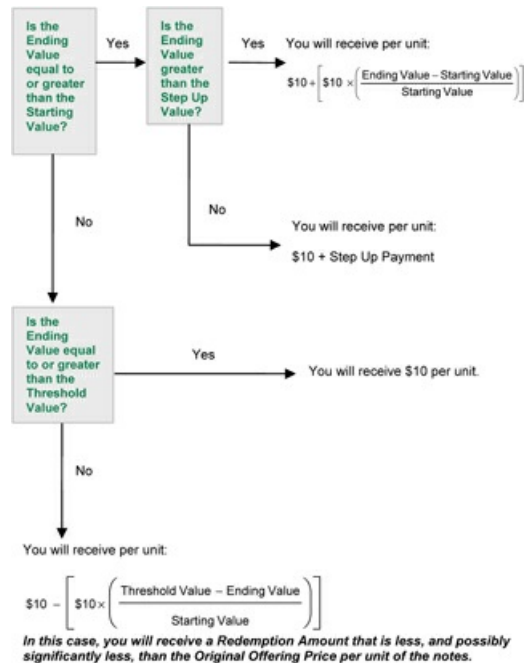 Is the
Ending
Value
equal to
or greater
than the
Starting
Value?
Yes
Is the
Ending
Value
greater
than the
Step Up
Value?
Yes
You will receive per unit:
$10 + [ $10 × ( Ending Value – Starting Value
Starting Value ) ]
No
No
You will receive per unit:
$10 + Step Up Payment
Is the
Ending
Value equal
to or greater
than the
Threshold
Value?
Yes
You will receive $10 per unit.
No
You will receive per unit:
$10 – [ $10 × ( Threshold Value – Ending Value
Starting Value ) ]
In this case, you will receive a Redemption Amount that is less, and possibly
significantly less, than the Original Offering Price per unit of the notes.